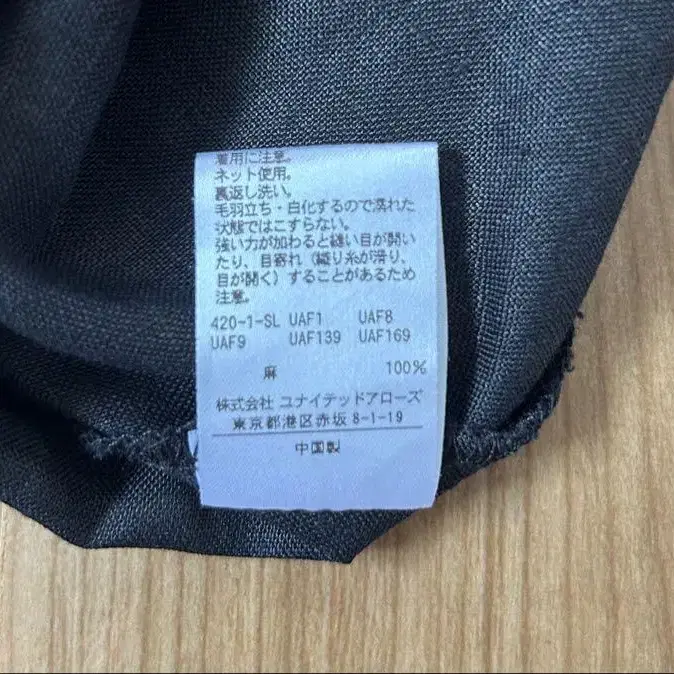 着用に注意。
ネット使用。
裏返し洗い。
毛羽立ち・白化するので濡れた
状態ではこすらない。
強い力が加わると縫い目が開い
たり、目寄れ（織り糸が滑り、
目が開く）することがあるため
注意。
420-1-SL UAF1 UAF8
UAF9 UAF139 UAF169
麻 100%
株式会社 ユナイテッドアローズ
東京都港区赤坂 8-1-19
中国製